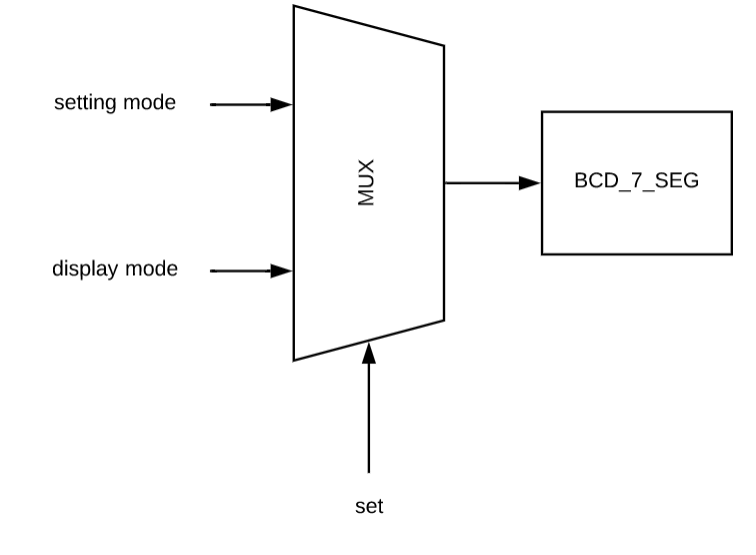 setting mode
MUX
BCD_7_SEG
display mode
set